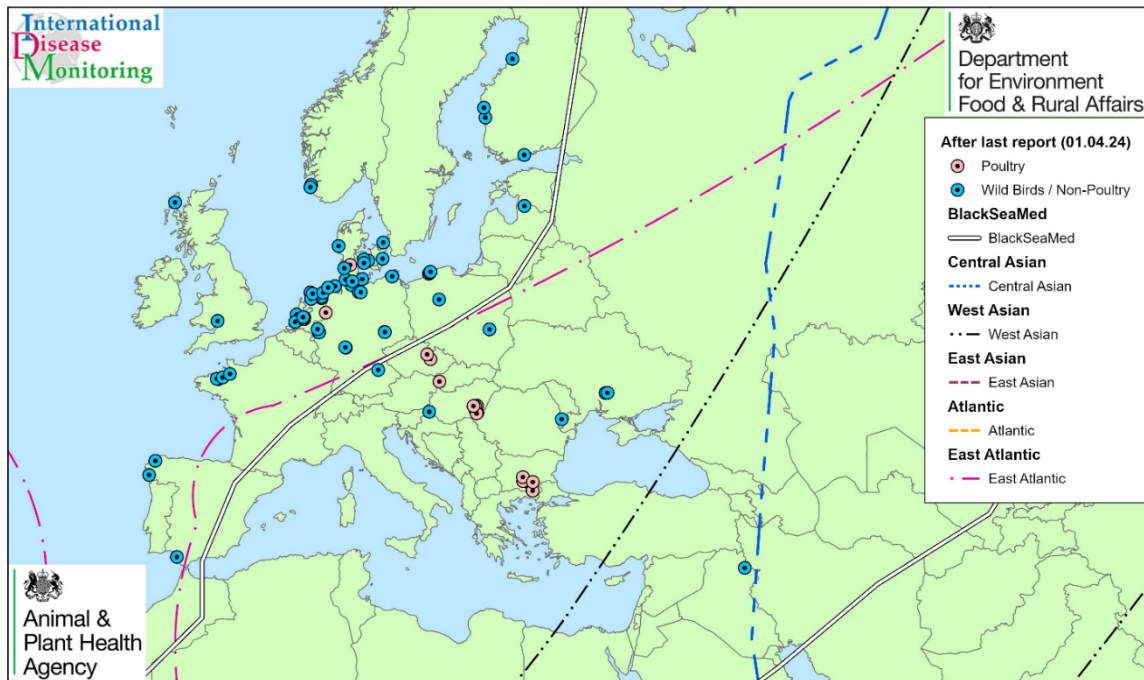 International
Disease
Monitoring
Department
for Environment
Food & Rural Affairs
After last report (01.04.24)
Poultry
Wild Birds / Non-Poultry
BlackSeaMed
BlackSeaMed
Central Asian
Central Asian
West Asian
West Asian
East Asian
East Asian
Atlantic
Atlantic
East Atlantic
East Atlantic
Animal &
Plant Health
Agency